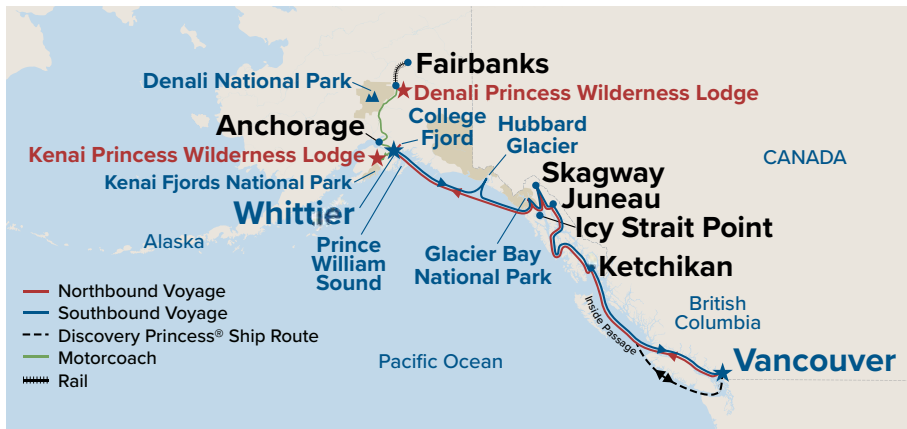 Fairbanks
Denali National Park
Denali Princess Wilderness Lodge
College
Fjord
Hubbard
Glacier
Anchorage
Kenai Princess Wilderness Lodge
CANADA
Kenai Fjords National Park
Skagway
Juneau
Whittier
Icy Strait Point
Alaska
Prince
William
Sound
Glacier Bay
National Park
Ketchikan
Northbound Voyage
Southbound Voyage
Discovery Princess® Ship Route
Motorcoach
Rail
Inside Passage
British
Columbia
Pacific Ocean
Vancouver